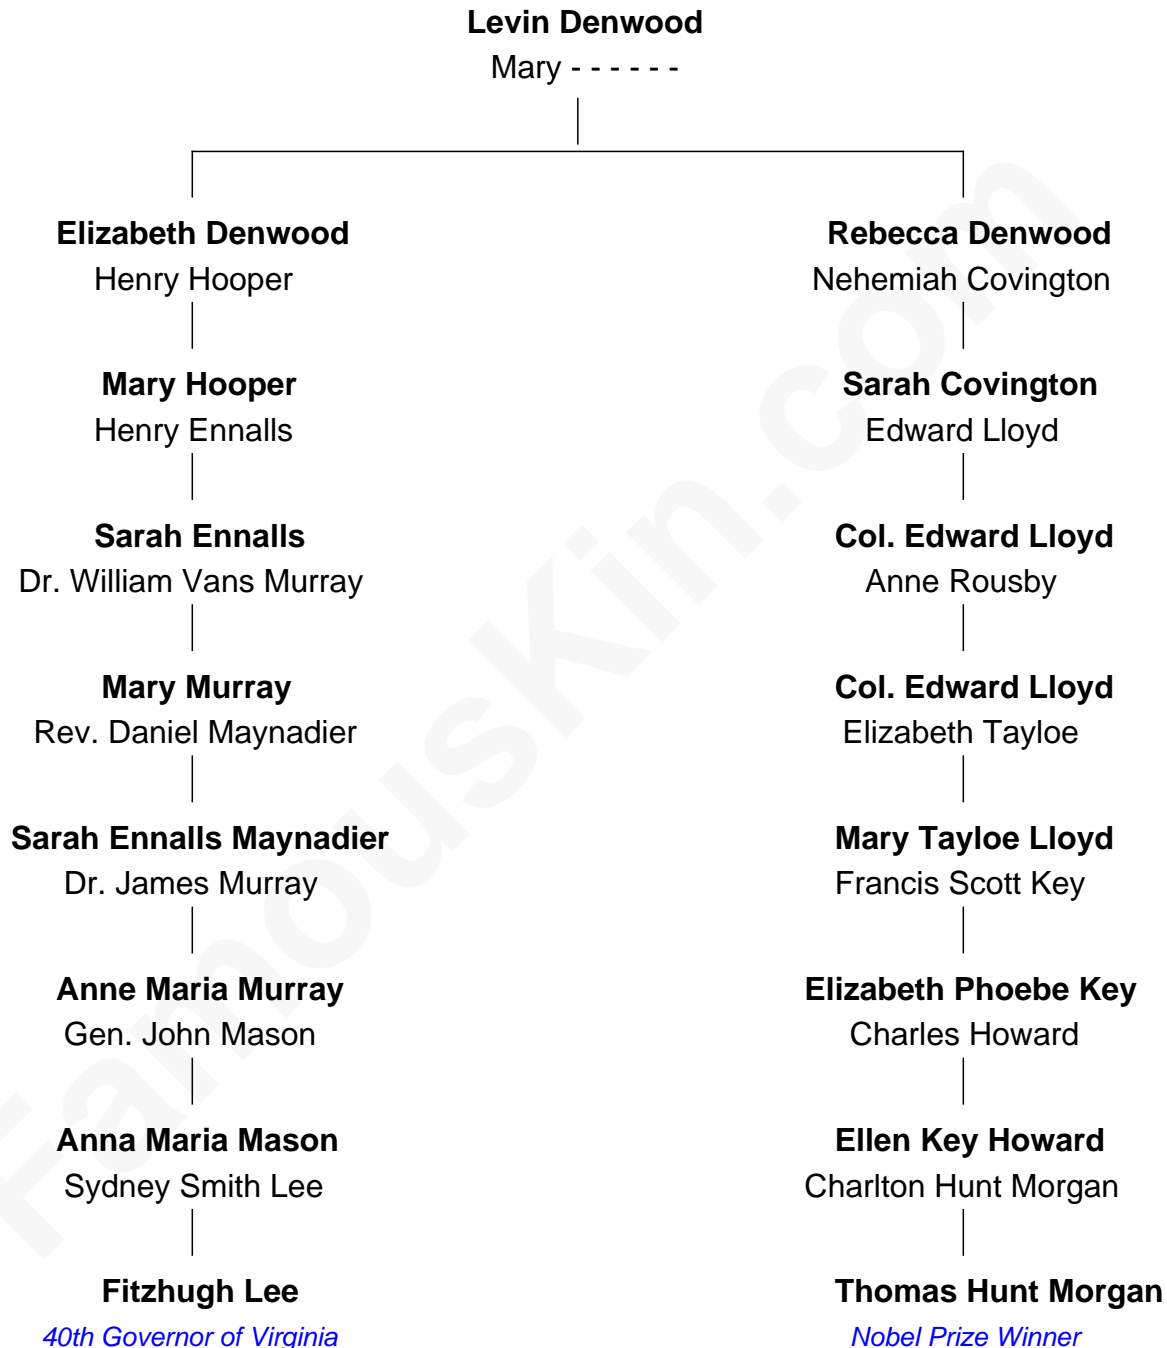 Levin Denwood
Mary - - - - - -
Elizabeth Denwood
Henry Hooper
Rebecca Denwood
Nehemiah Covington
Mary Hooper
Henry Ennalls
Sarah Covington
Edward Lloyd
Sarah Ennalls
Dr. William Vans Murray
Col. Edward Lloyd
Anne Rousby
Mary Murray
Rev. Daniel Maynadier
Col. Edward Lloyd
Elizabeth Tayloe
Sarah Ennalls Maynadier
Dr. James Murray
Mary Tayloe Lloyd
Francis Scott Key
Anne Maria Murray
Gen. John Mason
Elizabeth Phoebe Key
Charles Howard
Anna Maria Mason
Sydney Smith Lee
Ellen Key Howard
Charlton Hunt Morgan
Fitzhugh Lee
40th Governor of Virginia
Thomas Hunt Morgan
Nobel Prize Winner
FamousKin.com